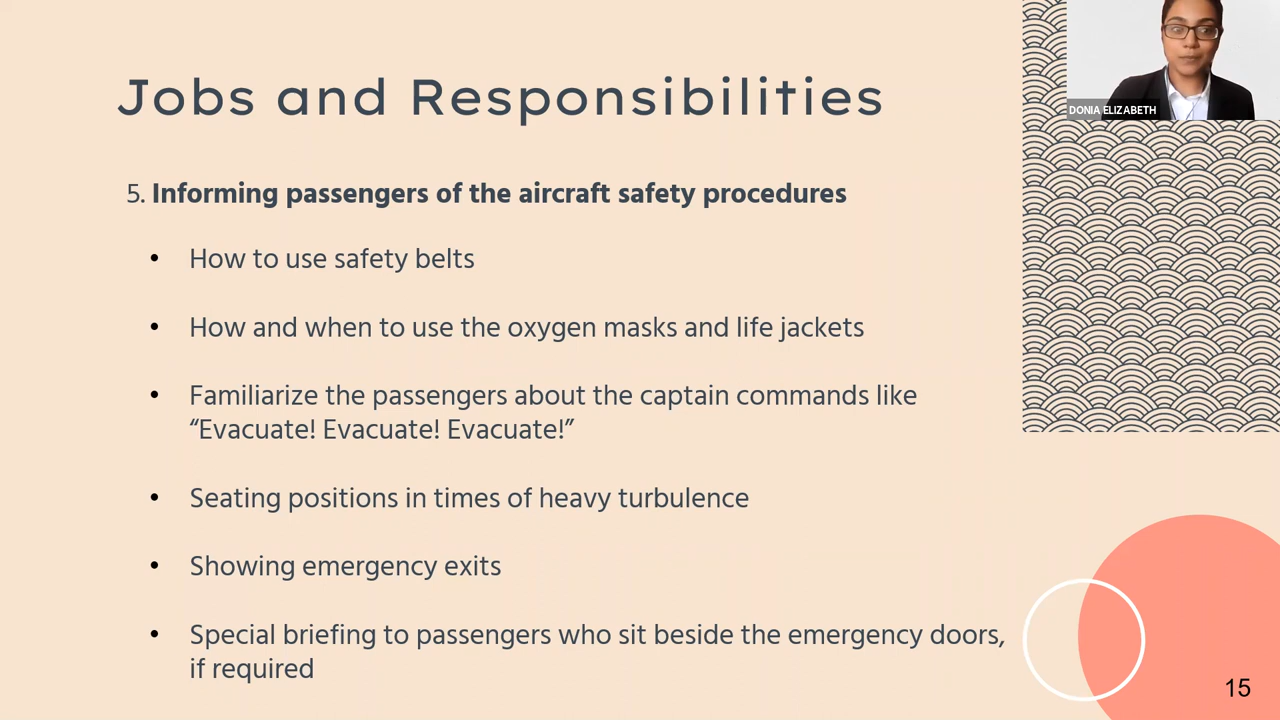 Jobs and Responsibilities
DONIA ELIZABETH
5. Informing passengers of the aircraft safety procedures
• How to use safety belts
• How and when to use the oxygen masks and life jackets
• Familiarize the passengers about the captain commands like
“Evacuate! Evacuate! Evacuate!”
• Seating positions in times of heavy turbulence
• Showing emergency exits
• Special briefing to passengers who sit beside the emergency doors,
if required
15